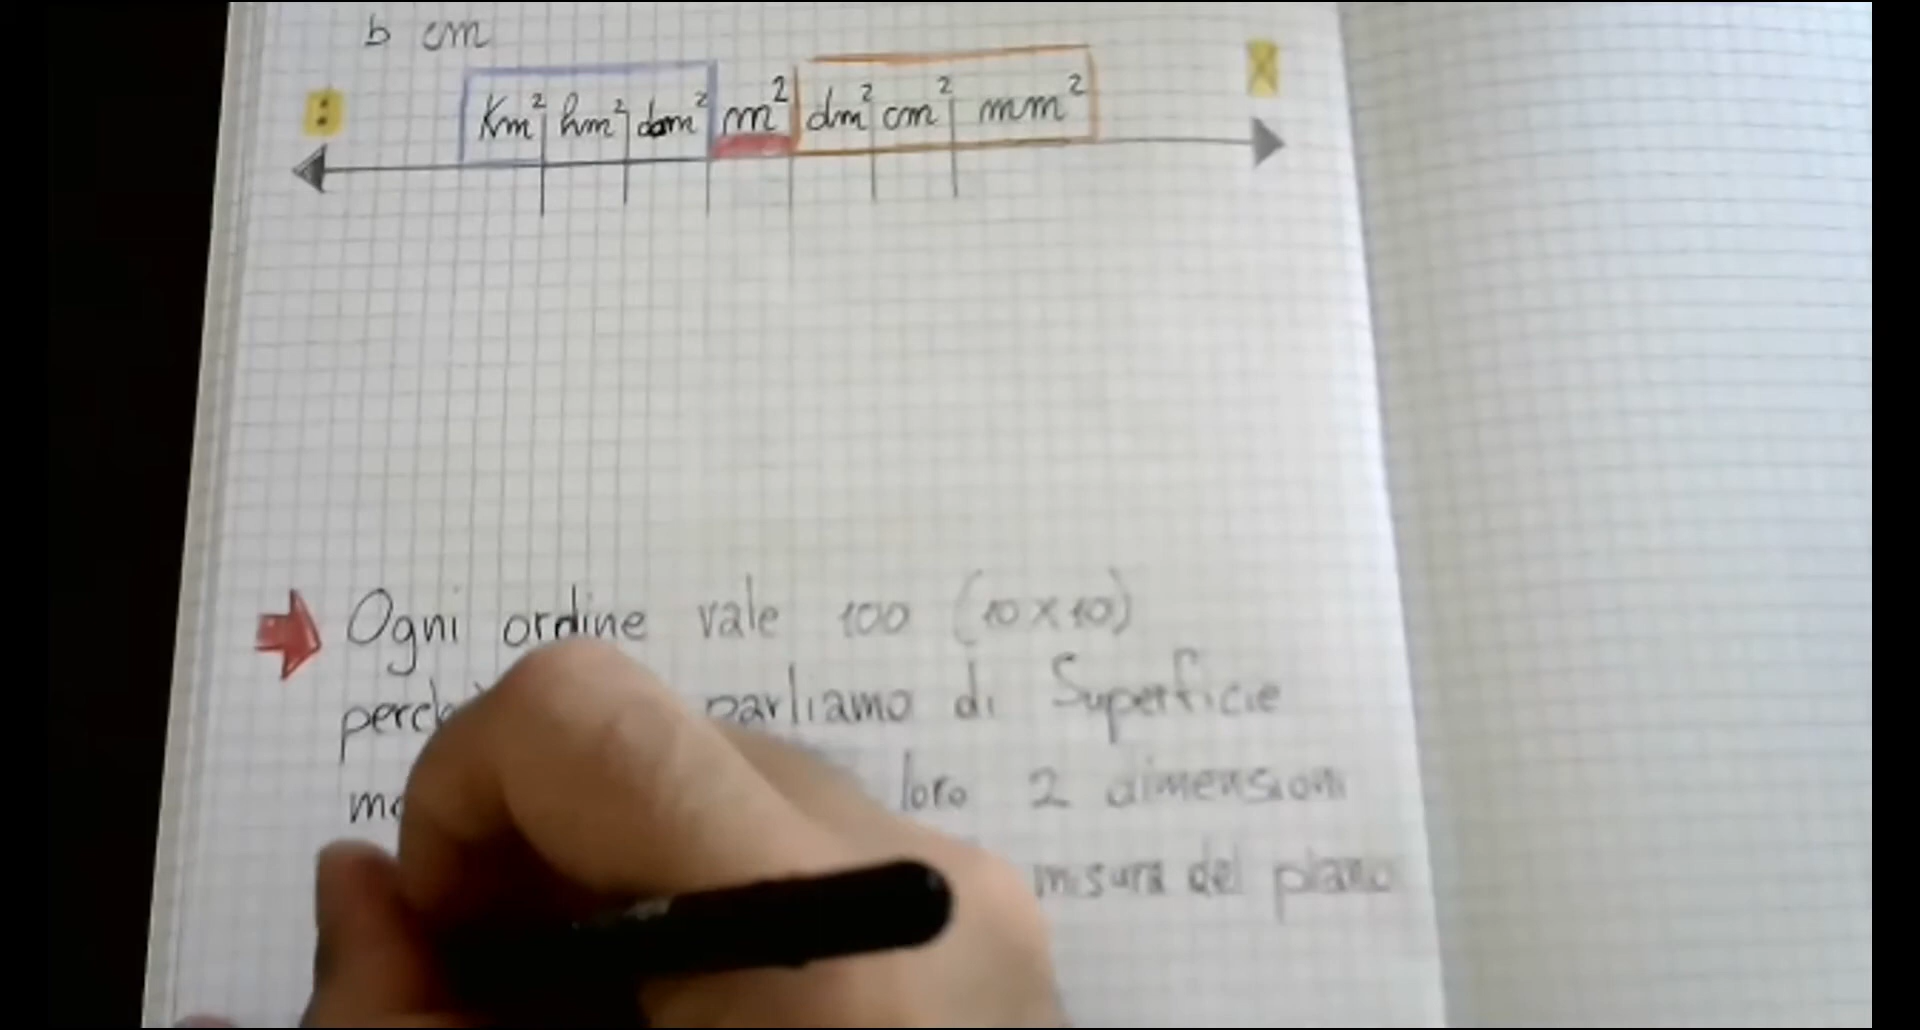 b cm
: Km² hm² dam² m² dm² cm² mm² X
Ogni ordine vale 100 (10x10)
parliamo di Superficie
loro 2 dimensioni
misura del piano